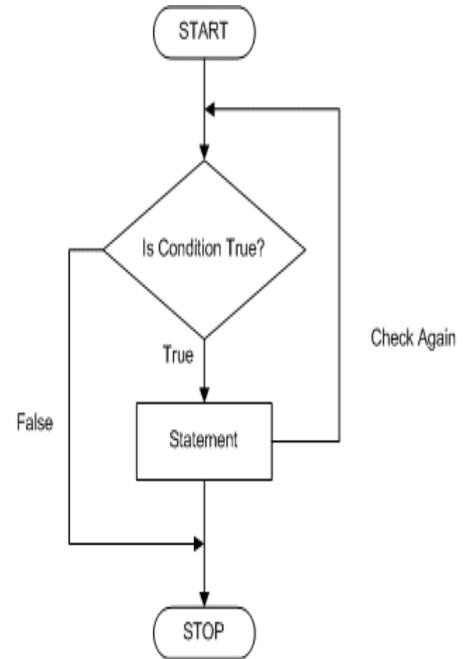 START
Is Condition True?
Check Again
True
False
Statement
STOP